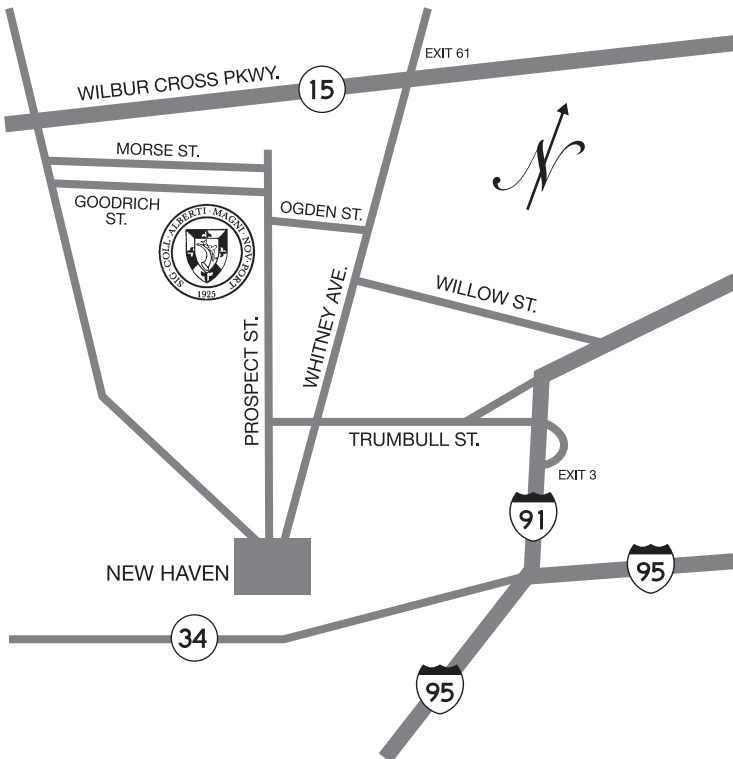 EXIT 61
WILBUR CROSS PKWY.
15
MORSE ST.
N
GOODRICH
ST.
OGDEN ST.
SIG · COLL · ALBERTI · MAGNI · NOV · PORT
1925
WILLOW ST.
WHITNEY AVE.
PROSPECT ST.
TRUMBULL ST.
EXIT 3
91
NEW HAVEN
95
34
95